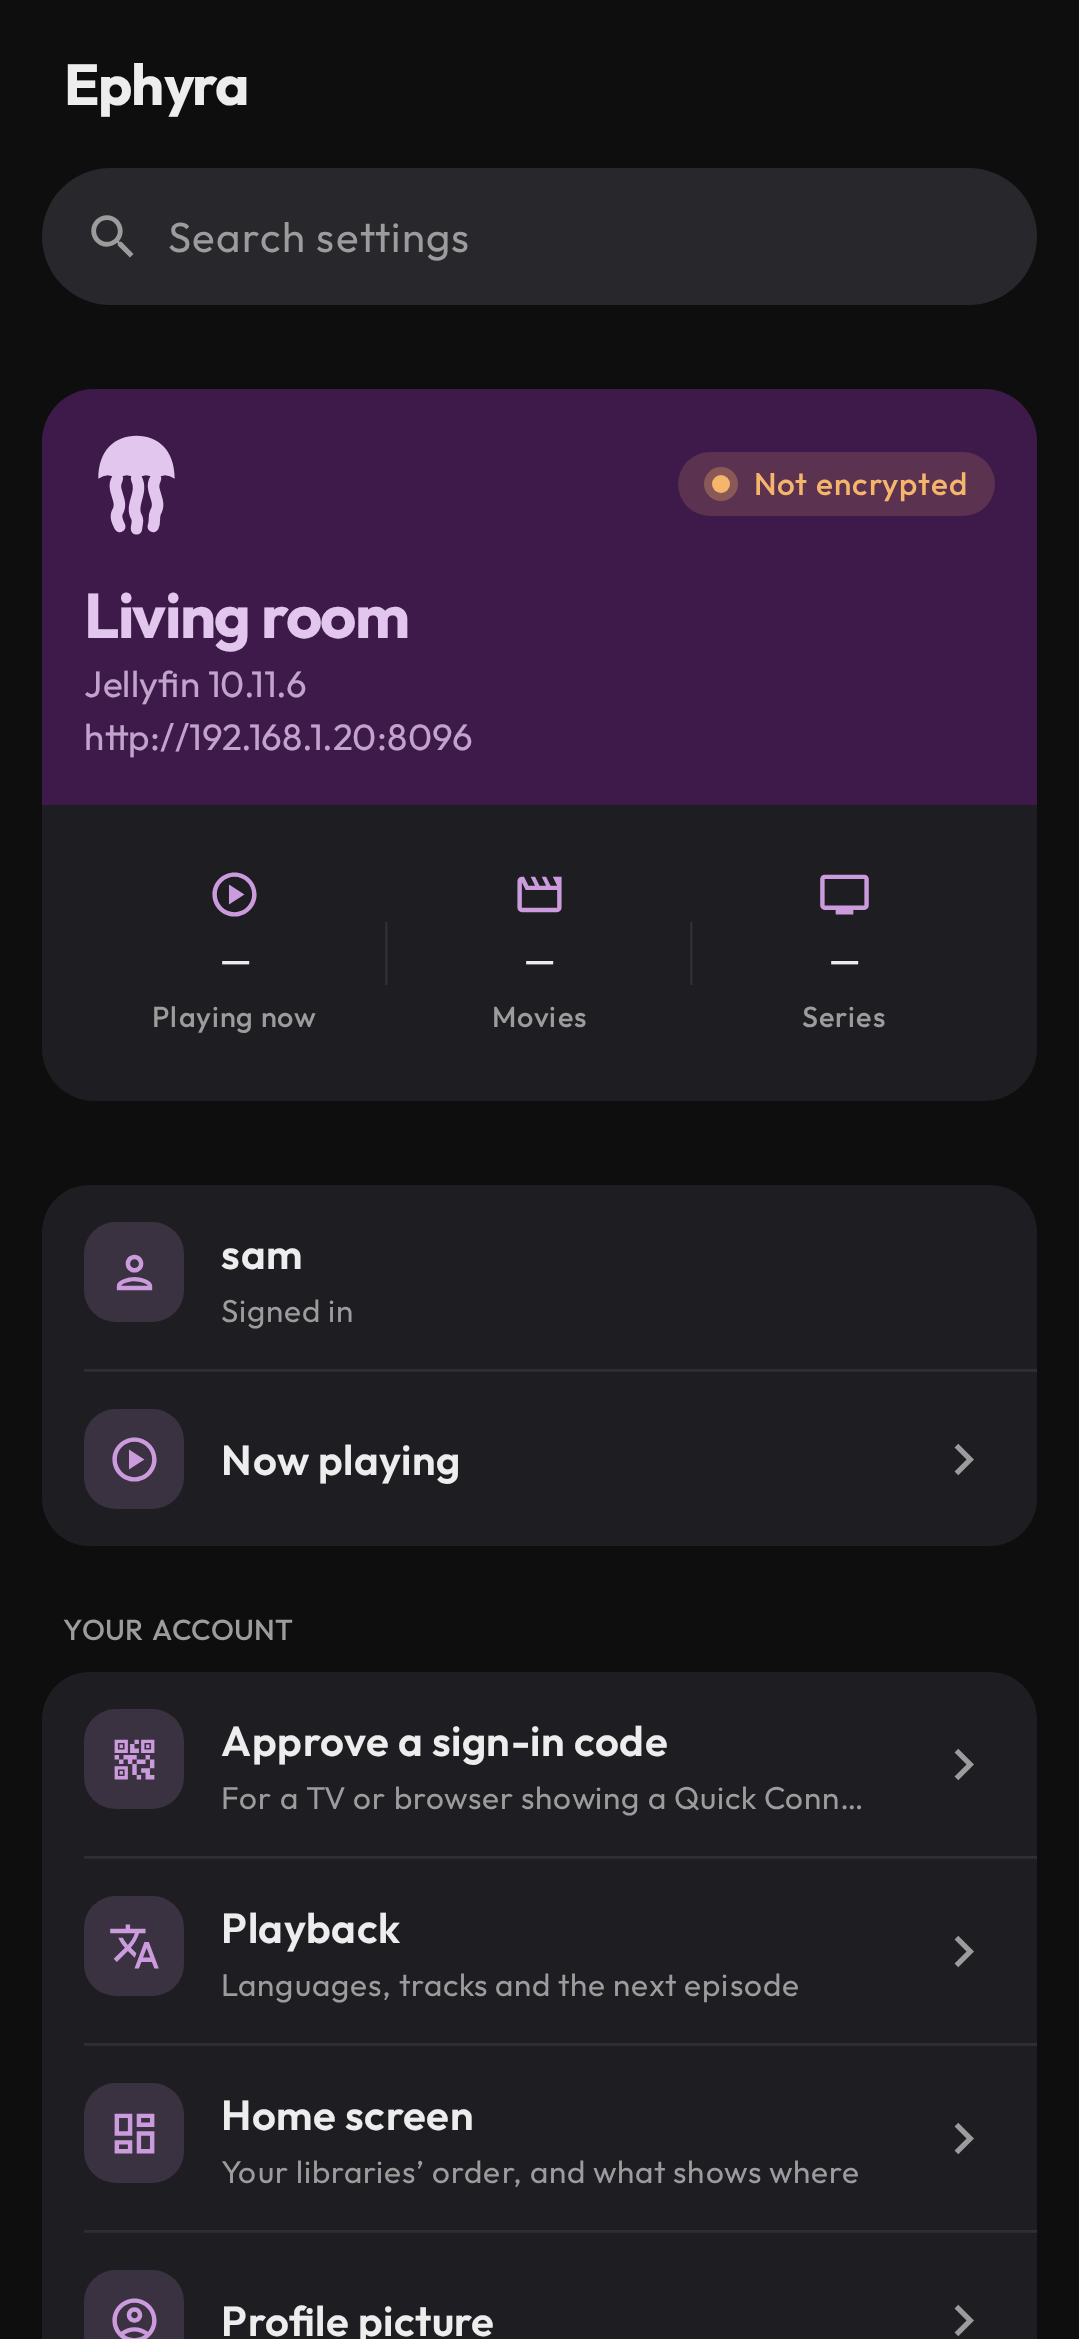 Ephyra
Search settings
Not encrypted
Living room
Jellyfin 10.11.6
http://192.168.1.20:8096
– – –
Playing now Movies Series
sam
Signed in
Now playing
YOUR ACCOUNT
Approve a sign-in code
For a TV or browser showing a Quick Conn…
Playback
Languages, tracks and the next episode
Home screen
Your libraries’ order, and what shows where
Profile picture